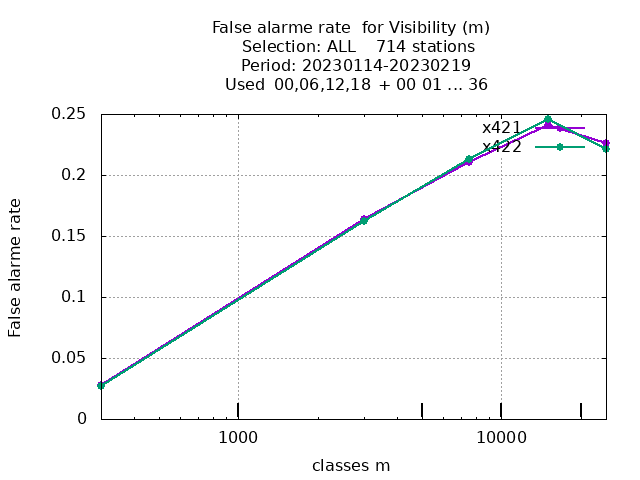 False alarme rate  for Visibility (m)
Selection: ALL    714 stations
Period: 20230114-20230219
Used  00,06,12,18 + 00 01 ... 36
0.25
x421
x422
0.2
0.15
False alarme rate
0.1
0.05
0
1000
10000
classes m